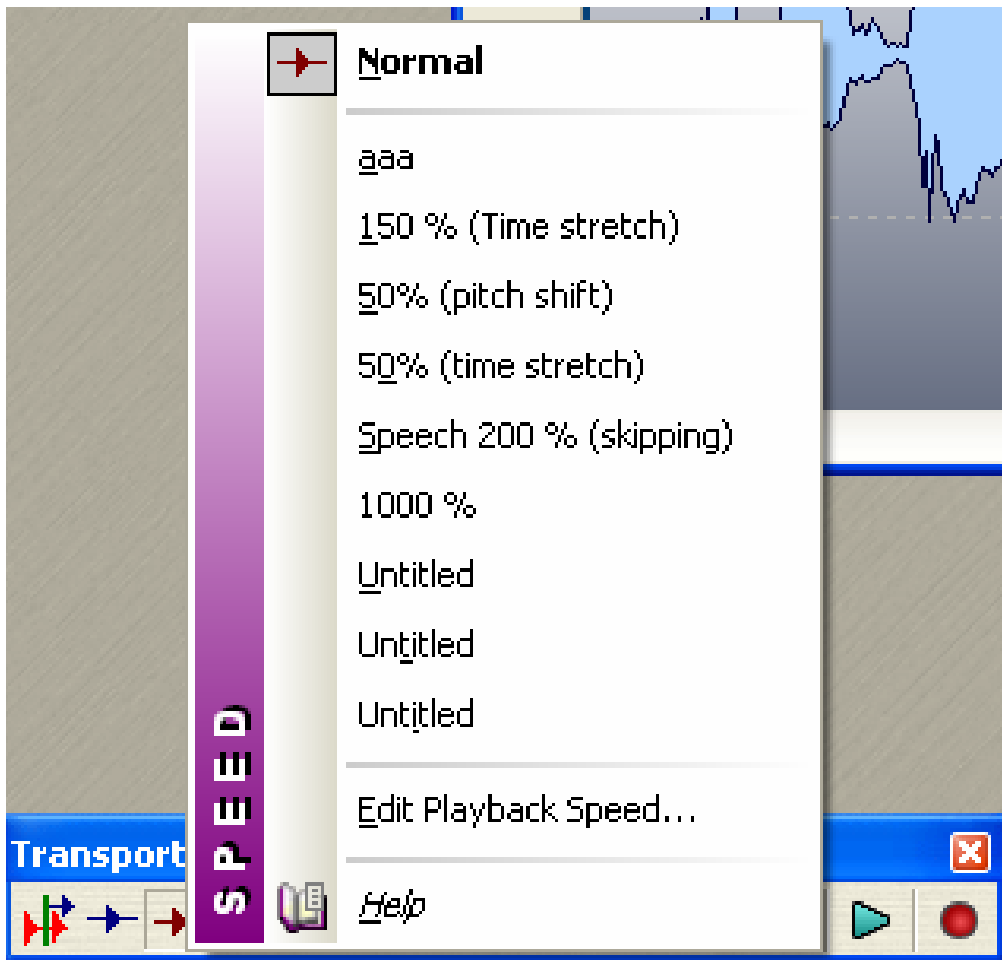 Normal
aaa
150 % (Time stretch)
50% (pitch shift)
50% (time stretch)
Speech 200 % (skipping)
1000 %
Untitled
Untitled
Untitled
Edit Playback Speed...
Help
SPEED
Transport